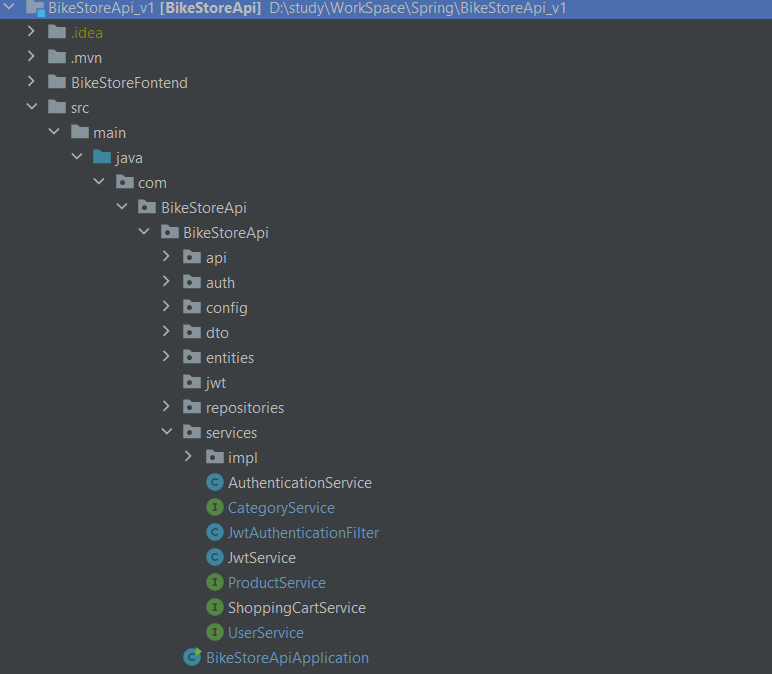 BikeStoreApi_v1 [BikeStoreApi] D:\study\WorkSpace\Spring\BikeStoreApi_v1
.idea
.mvn
BikeStoreFontend
src
main
java
com
BikeStoreApi
BikeStoreApi
api
auth
config
dto
entities
jwt
repositories
services
impl
C AuthenticationService
I CategoryService
C JwtAuthenticationFilter
C JwtService
I ProductService
I ShoppingCartService
I UserService
C BikeStoreApiApplication